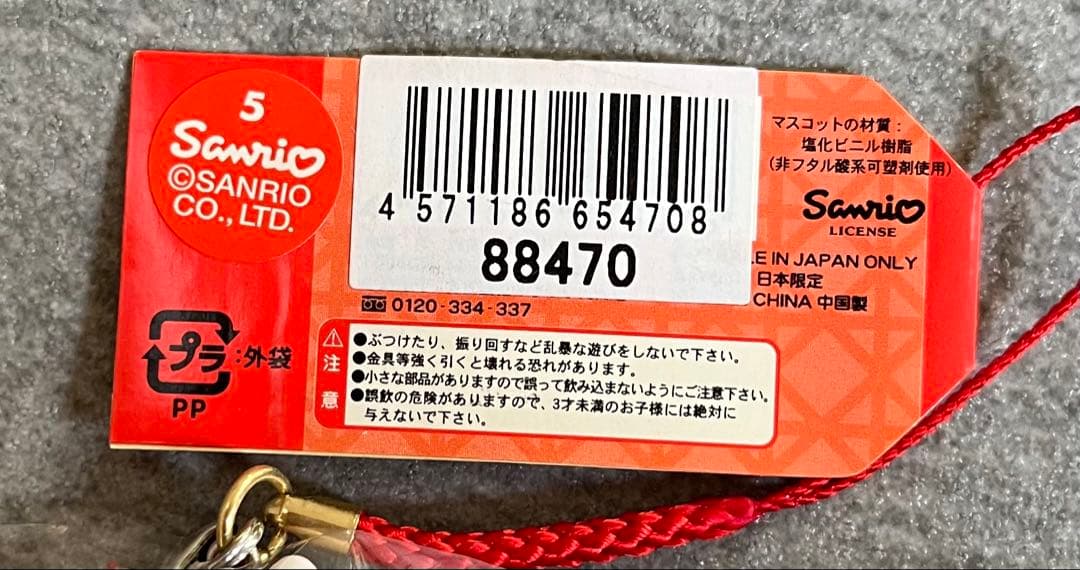 5
Sanrio
©SANRIO
CO., LTD.
プラ:外袋
PP
4 571186 654708
88470
0120-334-337
マスコットの材質:
塩化ビニル樹脂
(非フタル酸系可塑剤使用)
Sanrio
LICENSE
IN JAPAN ONLY
日本限定
CHINA 中国製
注意
●ぶつけたり、振り回すなど乱暴な遊びをしないで下さい。
●金具等強く引くと壊れる恐れがあります。
●小さな部品がありますので誤って飲み込まないようにご注意下さい。
●誤飲の危険がありますので、3才未満のお子様には絶対に
与えないで下さい。